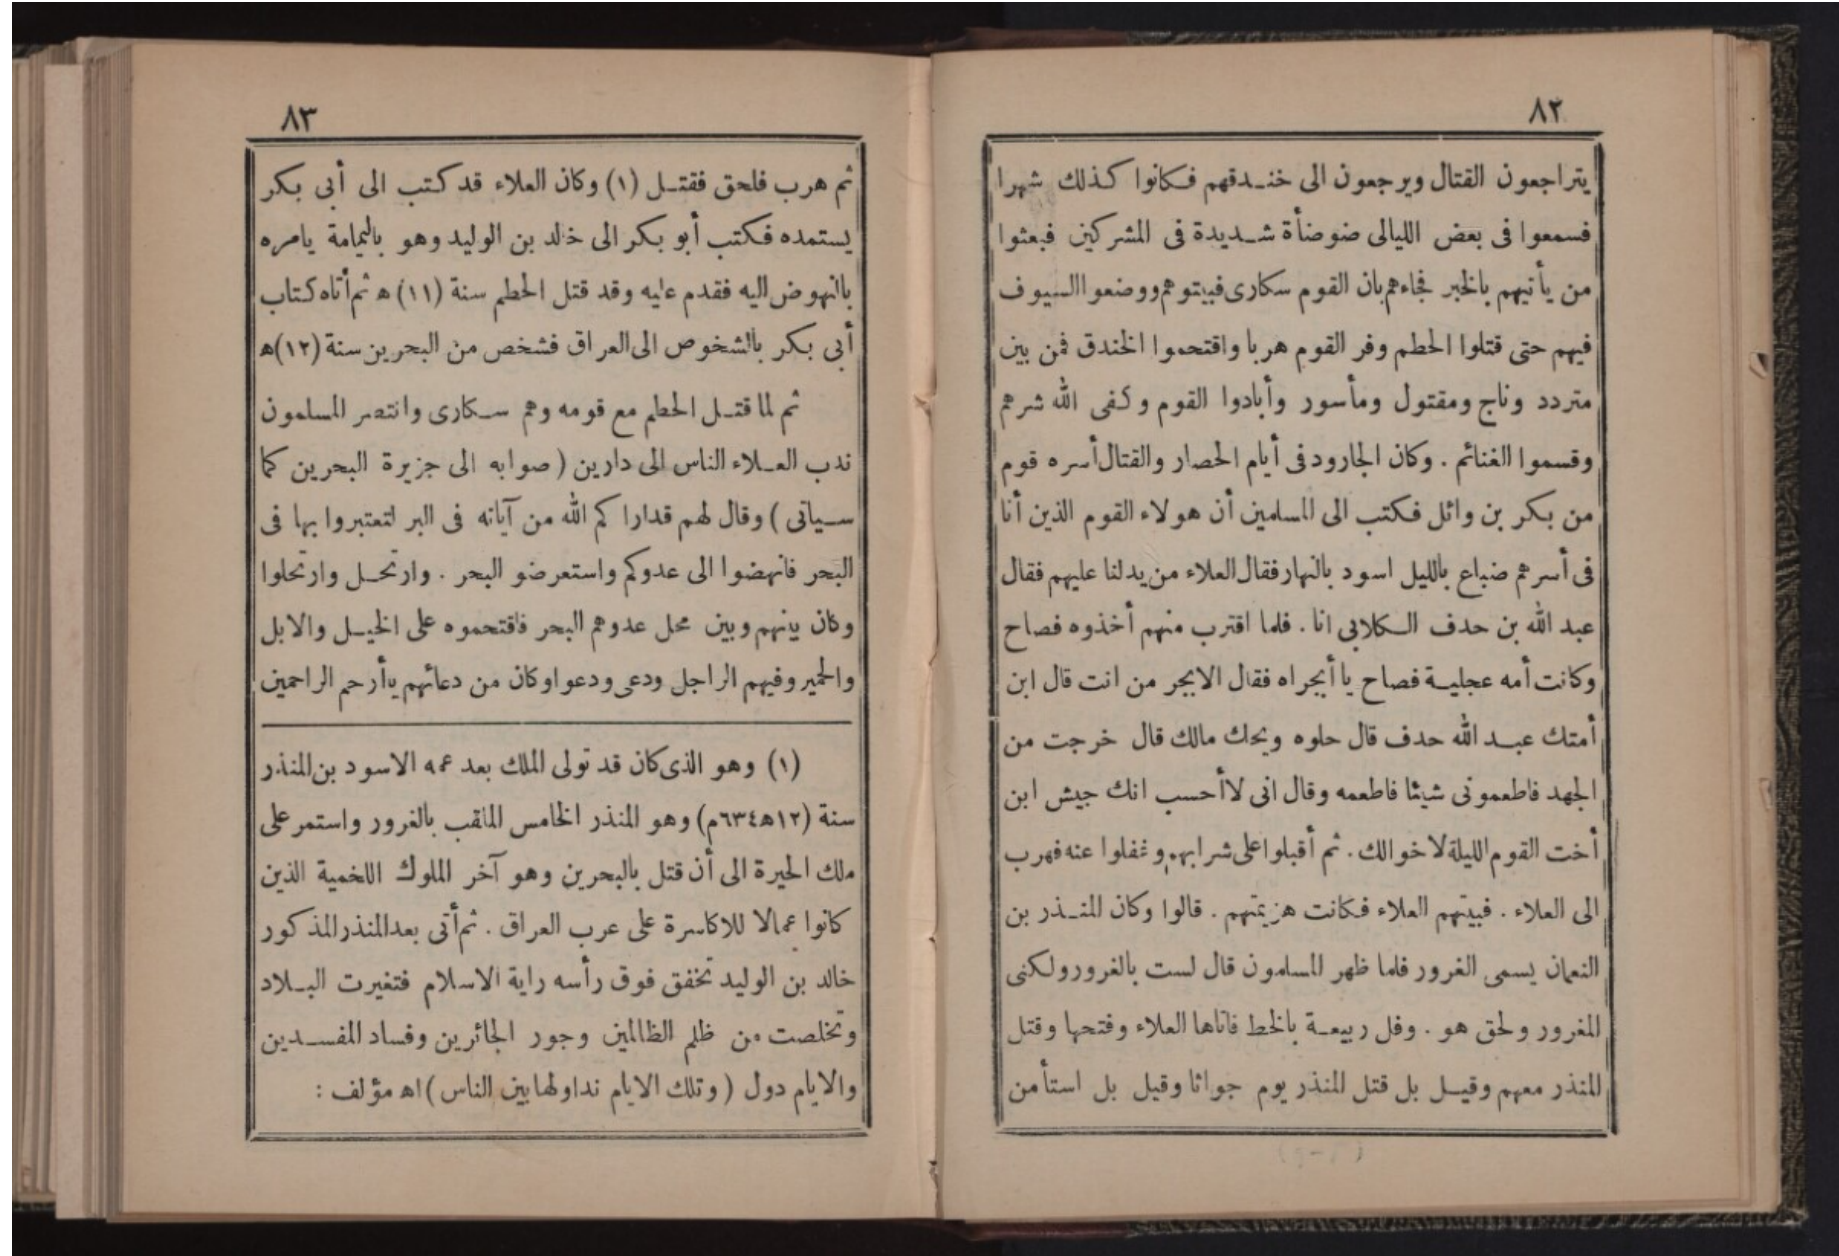 ٨٢
يتراجعون القتال ويرجعون الى خندقهم فكانوا كذلك شهرا
فسمعوا فى بعض الليالى ضوضأة شديدة فى المشركين فبعثوا
من يأتيهم بالخبر فجاءهم بان القوم سكارى فبيتوهم ووضعوا السيوف
فيهم حتى قتلوا الحطم وفر القوم هربا واقتحموا الخندق فمن بين
متردد وناج ومقتول ومأسور وأبادوا القوم وكفى الله شرهم
وقسموا الغنائم . وكان الجارود فى أيام الحصار والقتال أسره قوم
من بكر بن وائل فكتب الى المسلمين أن هولاء القوم الذين أنا
فى أسرهم ضباع بالليل اسود بالنهار فقال العلاء من يدلنا عليهم فقال
عبد الله بن حدف الكلابى انا . فلما اقترب منهم أخذوه فصاح
وكانت أمه عجلية فصاح يا أبجراه فقال الابجر من انت قال ابن
أمتك عبد الله حدف قال حلوه ويحك مالك قال خرجت من
الجهد فاطعمونى شيئا فاطعمه وقال انى لاأحسب انك جيش ابن
أخت القوم الليلة لاخوالك . ثم أقبلوا على شرابهم وغفلوا عنه فهرب
الى العلاء . فبيتهم العلاء فكانت هزيمتهم . قالوا وكان المنذر بن
النعمان يسمى الغرور فلما ظهر المسلمون قال لست بالغرور ولكنى
المغرور ولحق هو . وفل ربيعة بالخط فاتاها العلاء وفتحها وقتل
المنذر معهم وقيل بل قتل المنذر يوم جواثا وقيل بل استأمن
٨٣
ثم هرب فلحق فقتل (١) وكان العلاء قد كتب الى أبى بكر
يستمده فكتب أبو بكر الى خالد بن الوليد وهو باليمامة يامره
بالنهوض اليه فقدم عليه وقد قتل الحطم سنة (١١) ه ثم أتاه كتاب
أبى بكر بالشخوص الى العراق فشخص من البحرين سنة (١٢)ه
ثم لما قتل الحطم مع قومه وهم سكارى وانتصر المسلمون
ندب العلاء الناس الى دارين ( صوابه الى جزيرة البحرين كما
سياتى ) وقال لهم قدارا كم الله من آياته فى البر لتعتبروا بها فى
البحر فانهضوا الى عدوكم واستعرضو البحر . وارتحل وارتحلوا
وكان بينهم وبين محل عدوهم البحر فاقتحموه على الخيل والابل
والحمير وفيهم الراجل ودعى ودعوا وكان من دعائهم ياأرحم الراحمين
(١) وهو الذى كان قد تولى الملك بعد عمه الاسود بن المنذر
سنة (١٢ه‍ ٦٣٤م) وهو المنذر الخامس الملقب بالغرور واستمر على
ملك الحيرة الى أن قتل بالبحرين وهو آخر الملوك اللخمية الذين
كانوا عمالا للاكاسرة على عرب العراق . ثم أتى بعد المنذر المذكور
خالد بن الوليد تخفق فوق رأسه راية الاسلام فتغيرت البلاد
وتخلصت من ظلم الظالمين وجور الجائرين وفساد المفسدين
والايام دول ( وتلك الايام نداولها بين الناس ) اه مؤلف :